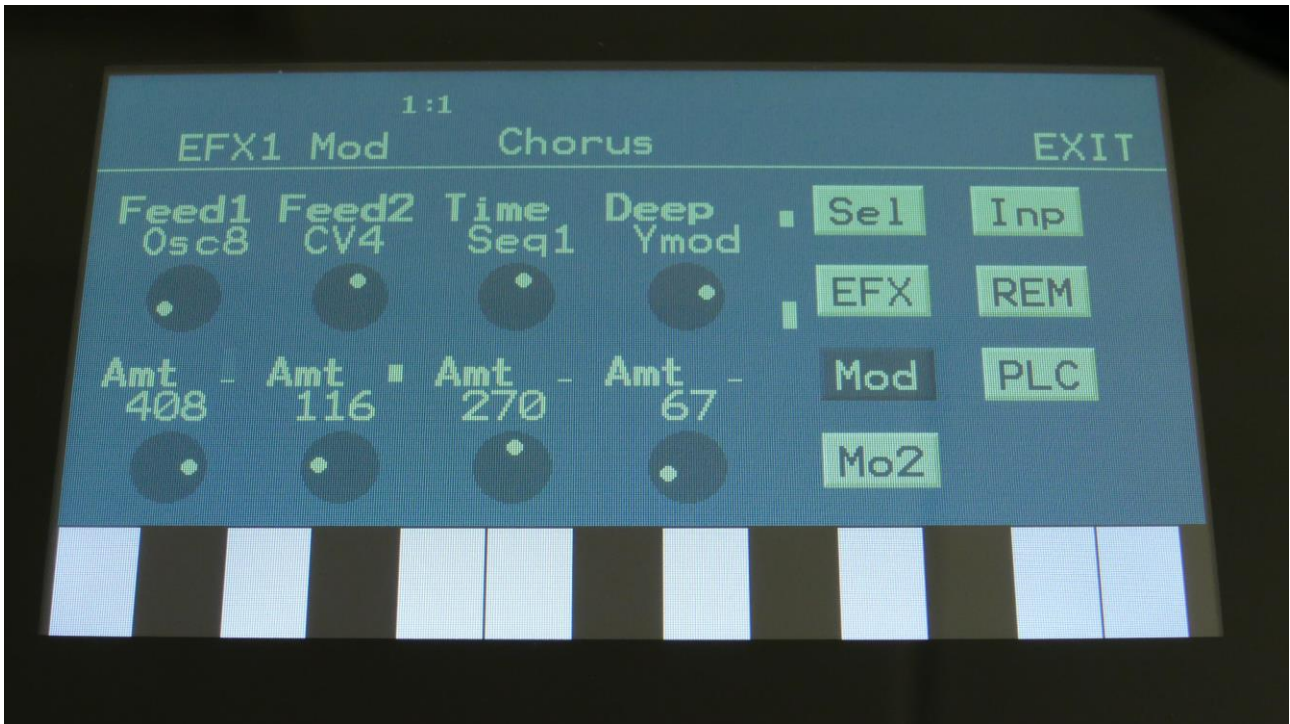 1:1
EFX1 Mod Chorus EXIT
Feed1 Feed2 Time Deep Sel Inp
Osc8 CV4 Seq1 Ymod
EFX REM
Amt Amt Amt Amt Mod PLC
408 116 270 67
Mo2